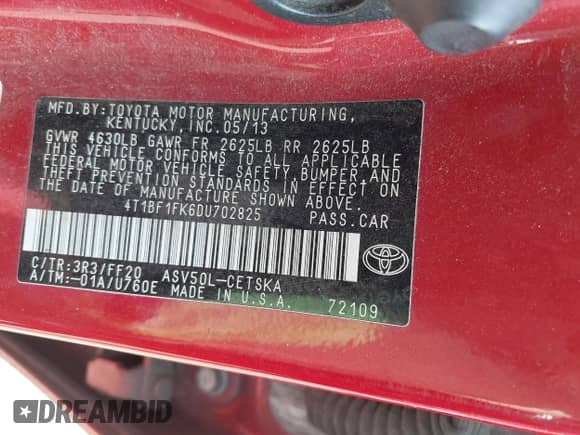 MFD.BY:TOYOTA MOTOR MANUFACTURING,
KENTUCKY, INC.05/13
GVWR 4630LB GAWR FR 2625LB RR 2625LB
THIS VEHICLE CONFORMS TO ALL APPLICABLE
FEDERAL MOTOR VEHICLE SAFETY, BUMPER, AND
THEFT PREVENTION STANDARDS IN EFFECT ON
THE DATE OF MANUFACTURE SHOWN ABOVE.
4T1BF1FK6DU702825 PASS.CAR
C/TR:3R3/FF20 ASV50L-CETSKA
A/TM:-01A/U760E MADE IN U.S.A. 72109
DREAMBID